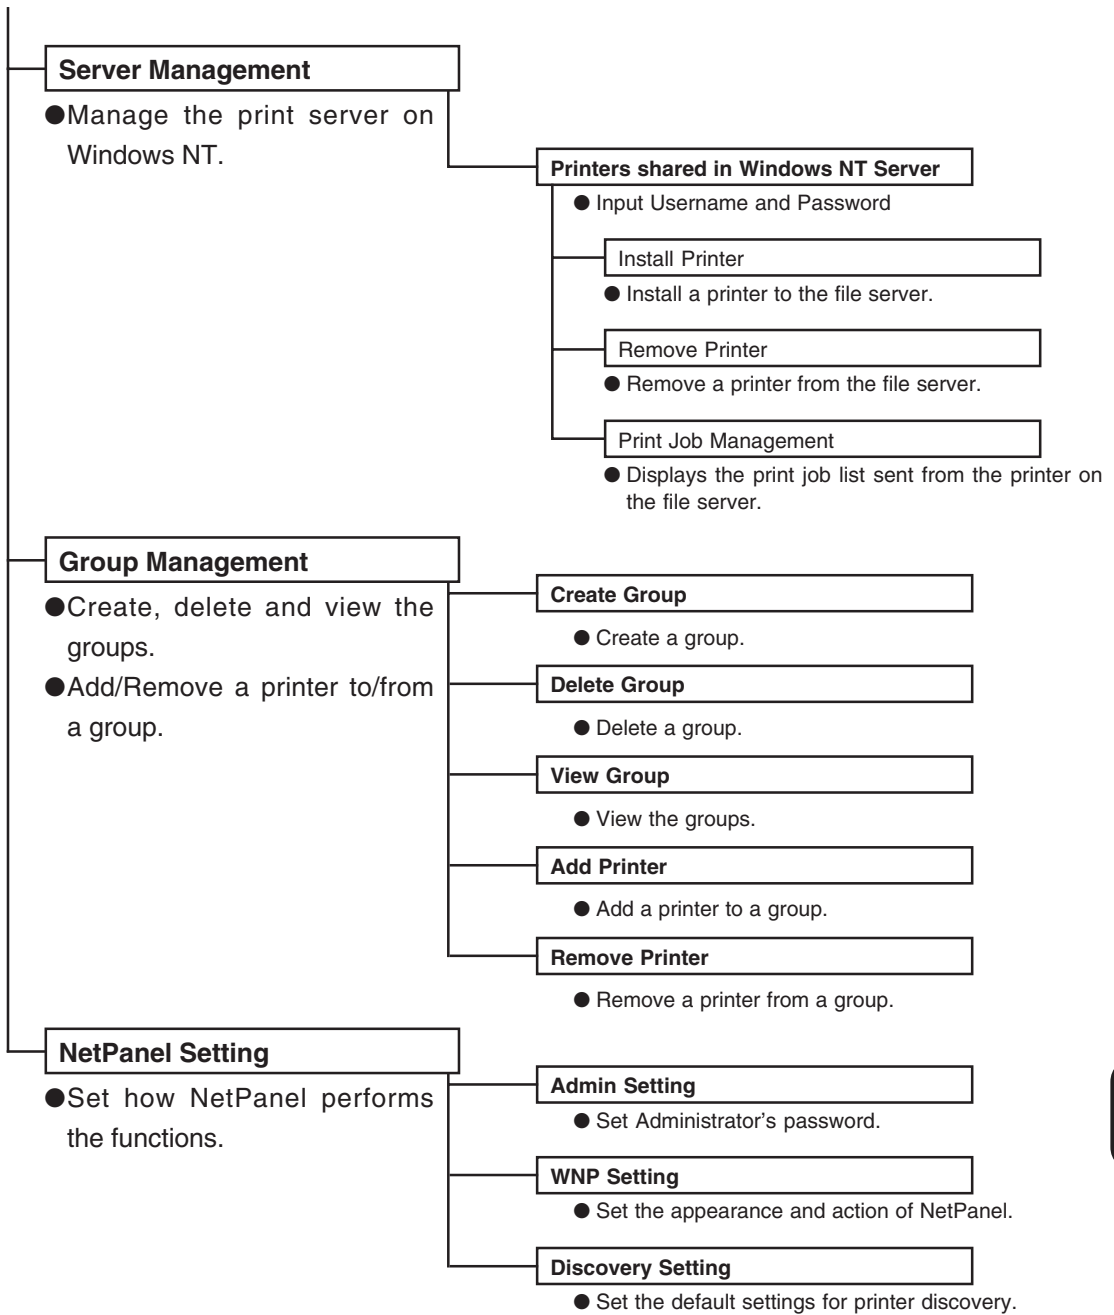 Server Management
●Manage the print server on
Windows NT.
Printers shared in Windows NT Server
● Input Username and Password
Install Printer
● Install a printer to the file server.
Remove Printer
● Remove a printer from the file server.
Print Job Management
● Displays the print job list sent from the printer on
the file server.
Group Management
●Create, delete and view the
groups.
●Add/Remove a printer to/from
a group.
Create Group
● Create a group.
Delete Group
● Delete a group.
View Group
● View the groups.
Add Printer
● Add a printer to a group.
Remove Printer
● Remove a printer from a group.
NetPanel Setting
●Set how NetPanel performs
the functions.
Admin Setting
● Set Administrator's password.
WNP Setting
● Set the appearance and action of NetPanel.
Discovery Setting
● Set the default settings for printer discovery.